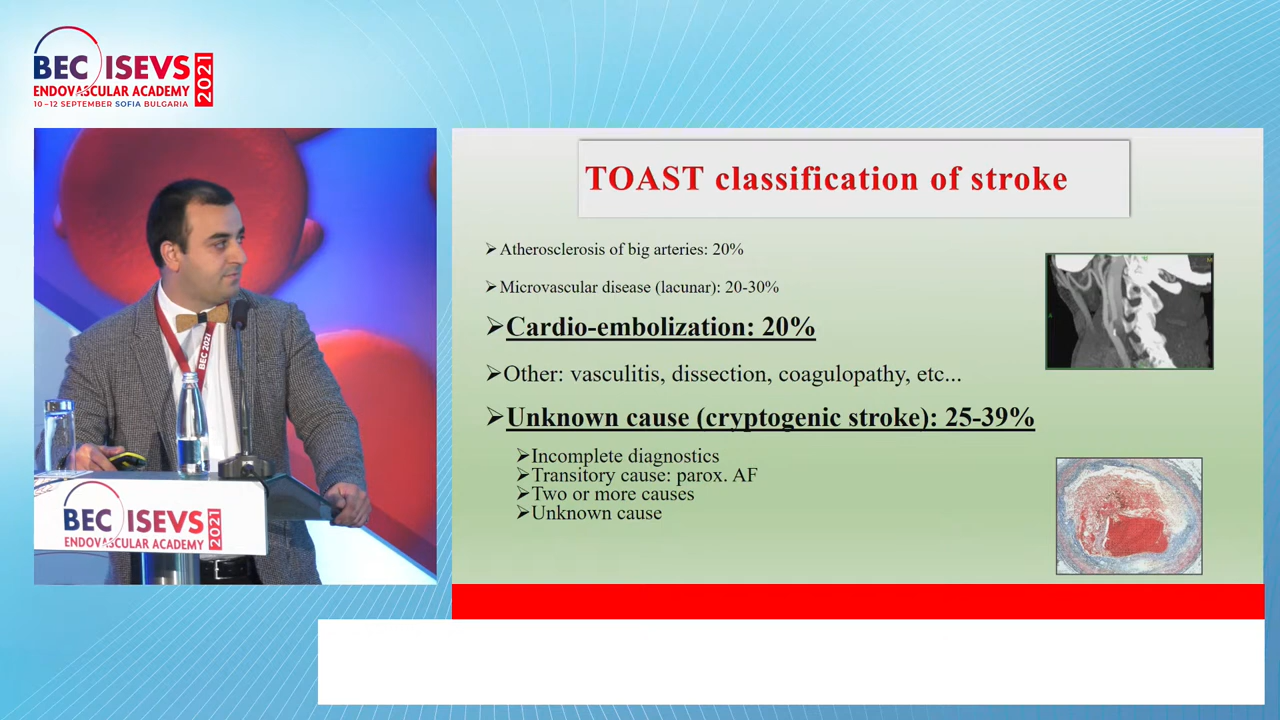 BEC ISEVS 2021
ENDOVASCULAR ACADEMY
10–12 SEPTEMBER SOFIA BULGARIA
TOAST classification of stroke
➢Atherosclerosis of big arteries: 20%
➢Microvascular disease (lacunar): 20-30%
➢Cardio-embolization: 20%
➢Other: vasculitis, dissection, coagulopathy, etc...
➢Unknown cause (cryptogenic stroke): 25-39%
➢Incomplete diagnostics
➢Transitory cause: parox. AF
➢Two or more causes
➢Unknown cause
BEC 2021
BEC ISEVS 2021
ENDOVASCULAR ACADEMY